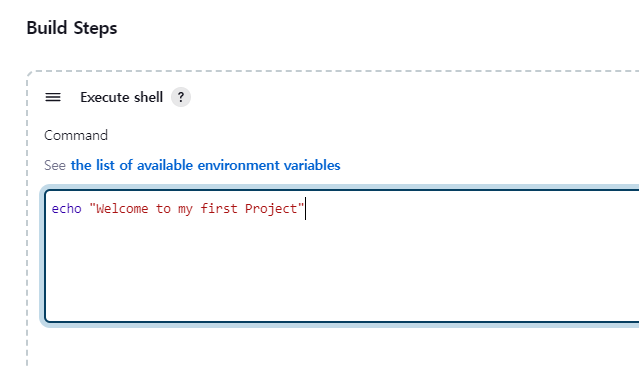 Build Steps
Execute shell ?
Command
See the list of available environment variables
echo "Welcome to my first Project"